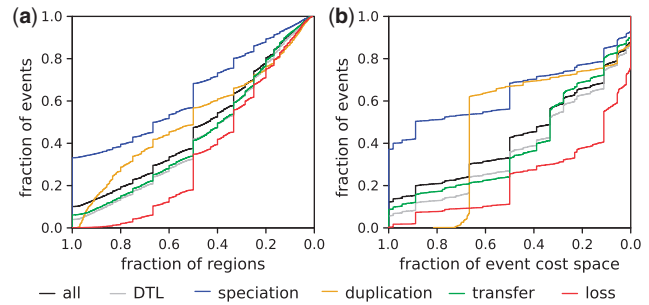 (a)
fraction of events
1.0
0.8
0.6
0.4
0.2
0.0
1.0 0.8 0.6 0.4 0.2 0.0
fraction of regions
(b)
fraction of events
1.0
0.8
0.6
0.4
0.2
0.0
1.0 0.8 0.6 0.4 0.2 0.0
fraction of event cost space
all DTL speciation duplication transfer loss